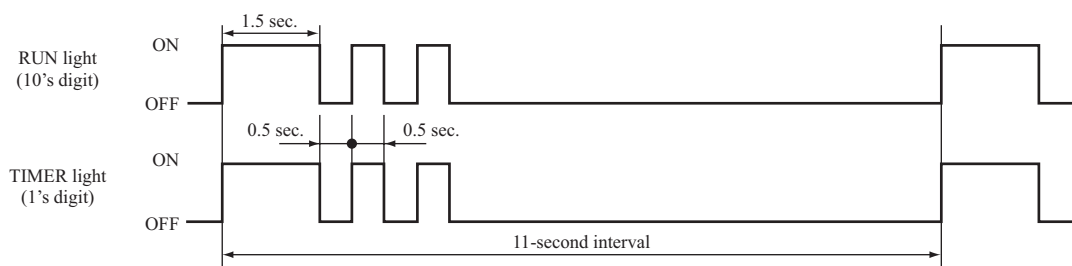 1.5 sec.
RUN light
(10’s digit)
ON
OFF
0.5 sec.
0.5 sec.
TIMER light
(1’s digit)
ON
OFF
11-second interval